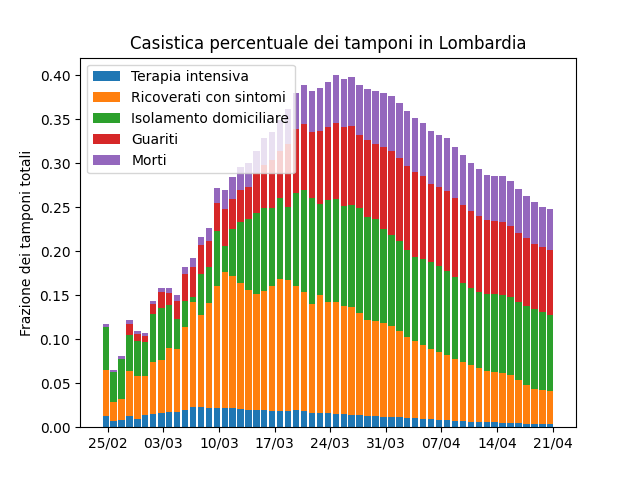 Casistica percentuale dei tamponi in Lombardia
Frazione dei tamponi totali
0.40
0.35
0.30
0.25
0.20
0.15
0.10
0.05
0.00
Terapia intensiva
Ricoverati con sintomi
Isolamento domiciliare
Guariti
Morti
25/02 03/03 10/03 17/03 24/03 31/03 07/04 14/04 21/04